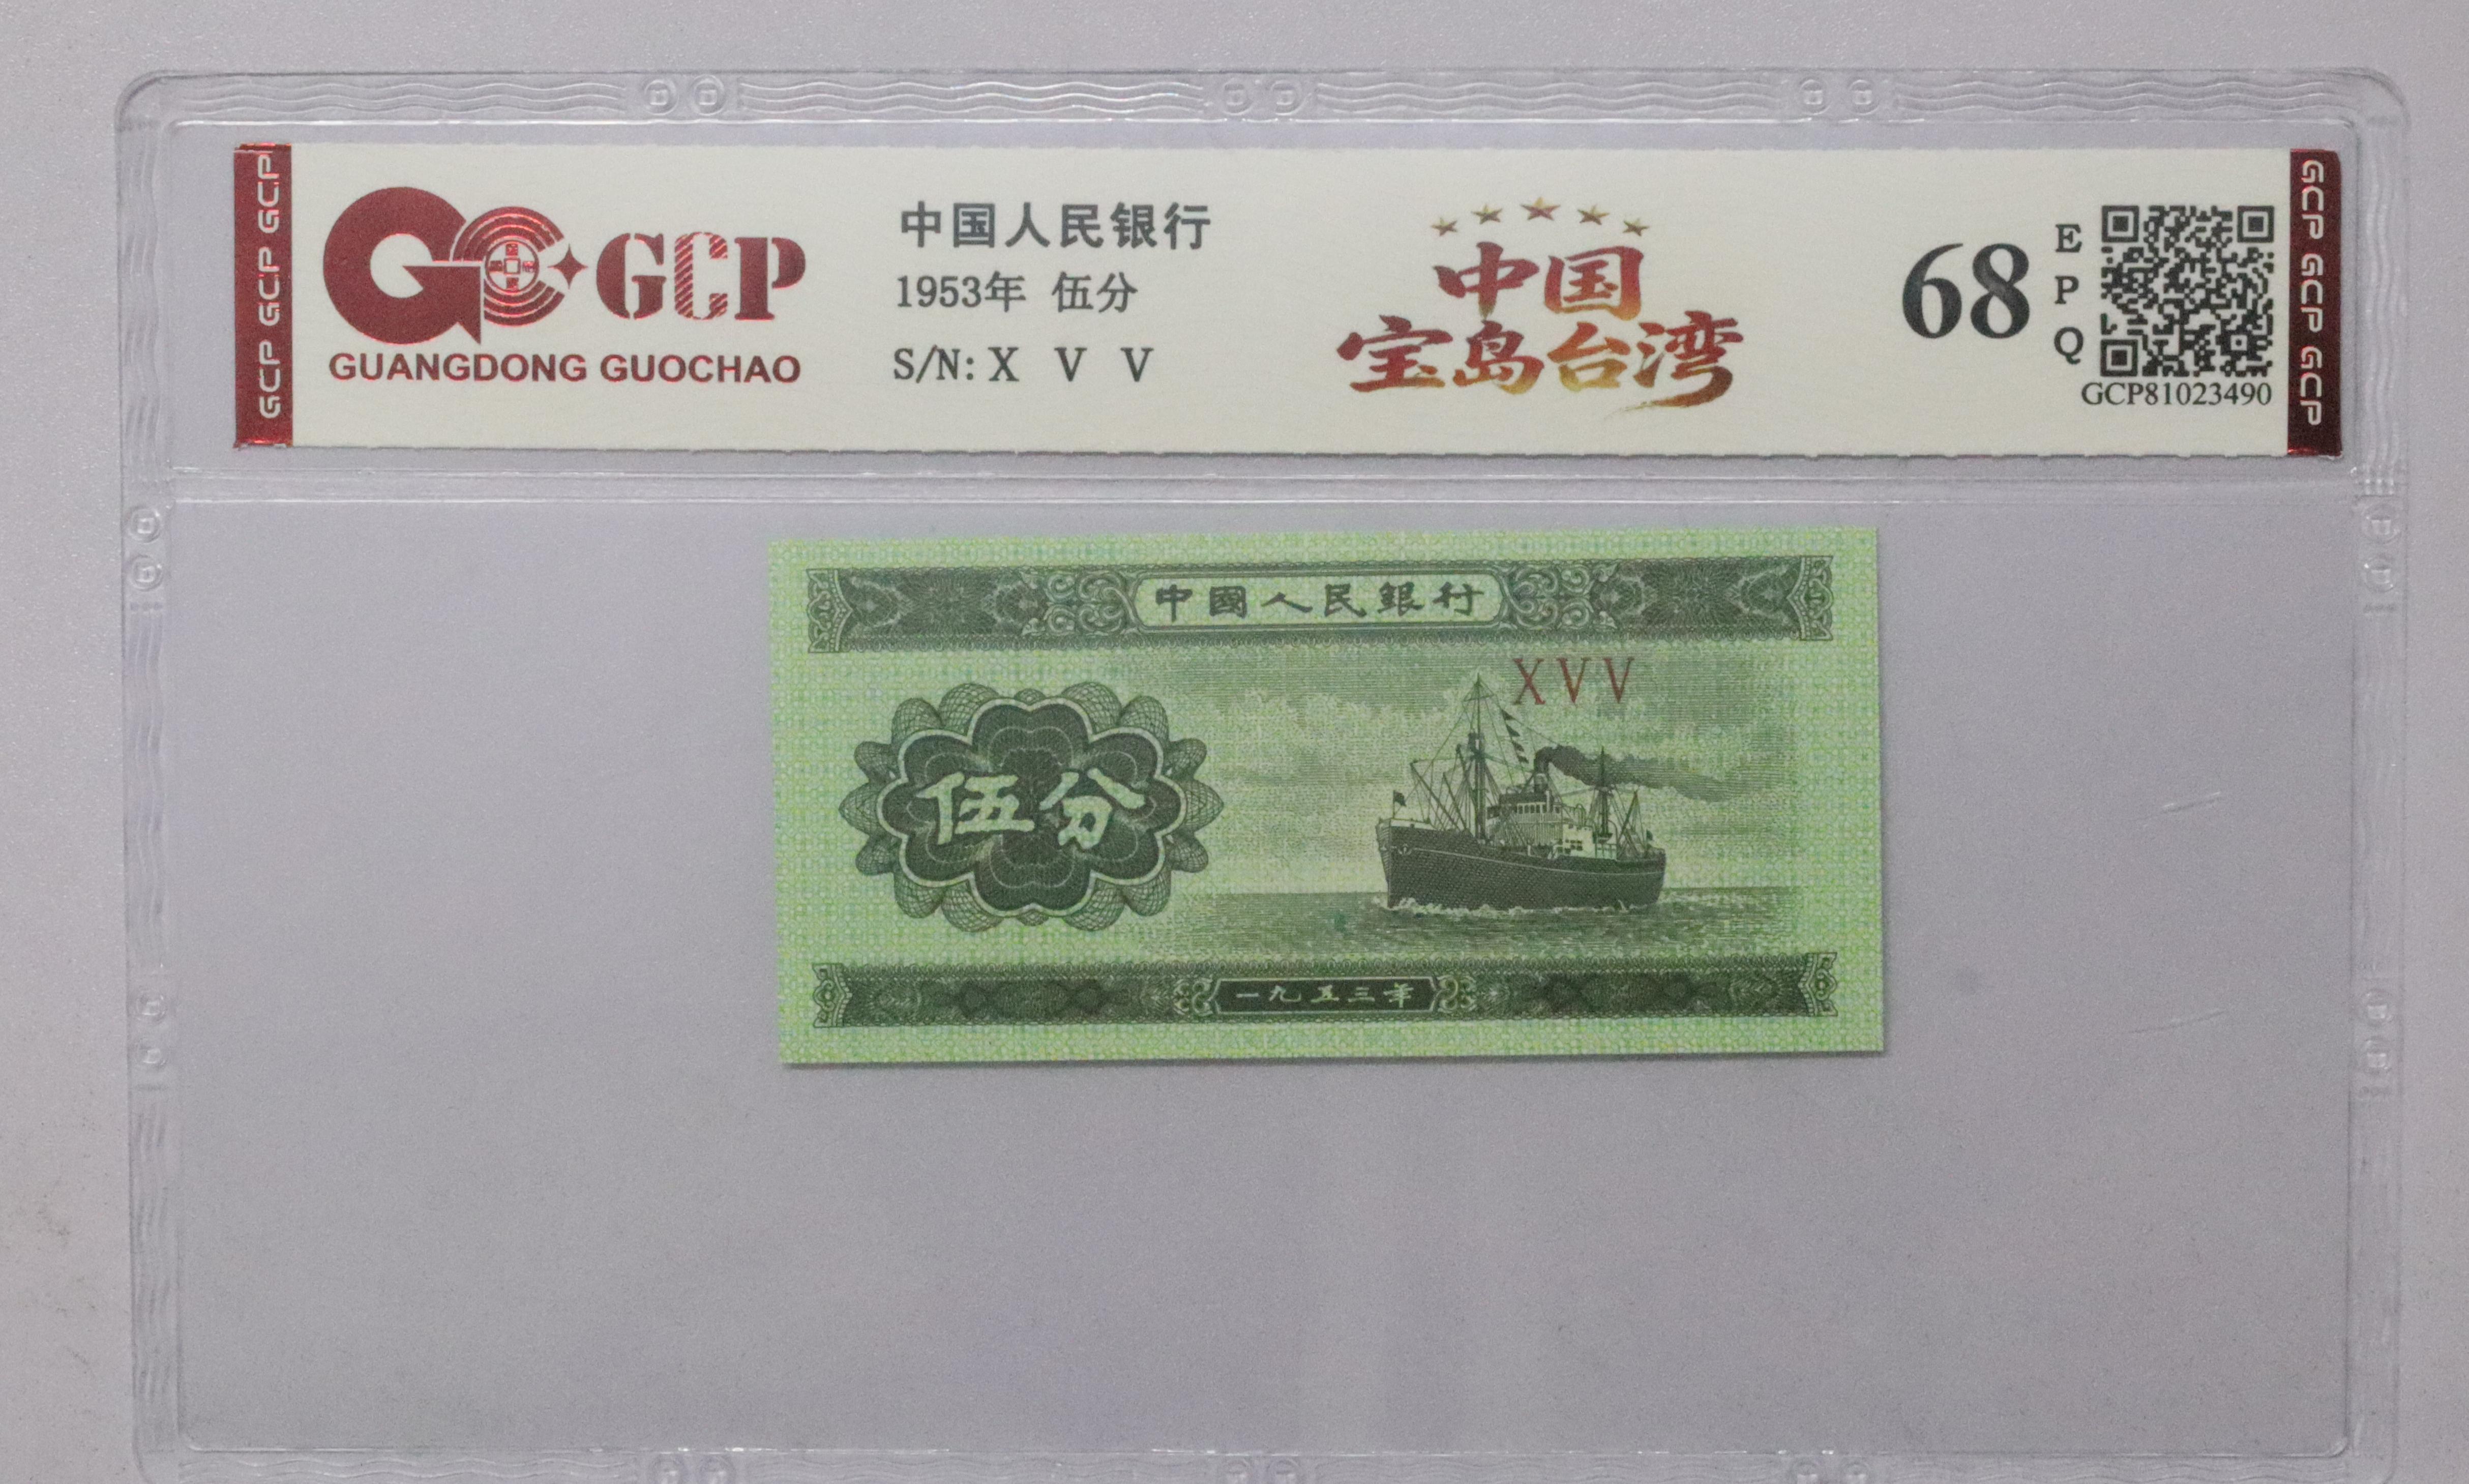 GCP GCP GCP
GCP
GUANGDONG GUOCHAO
中国人民银行
1953年 伍分
S/N: X V V
中国
宝岛台湾
68
EPQ
GCP81023490
GCP GCP GCP
中國人民銀行
XVV
伍分
一九五三年